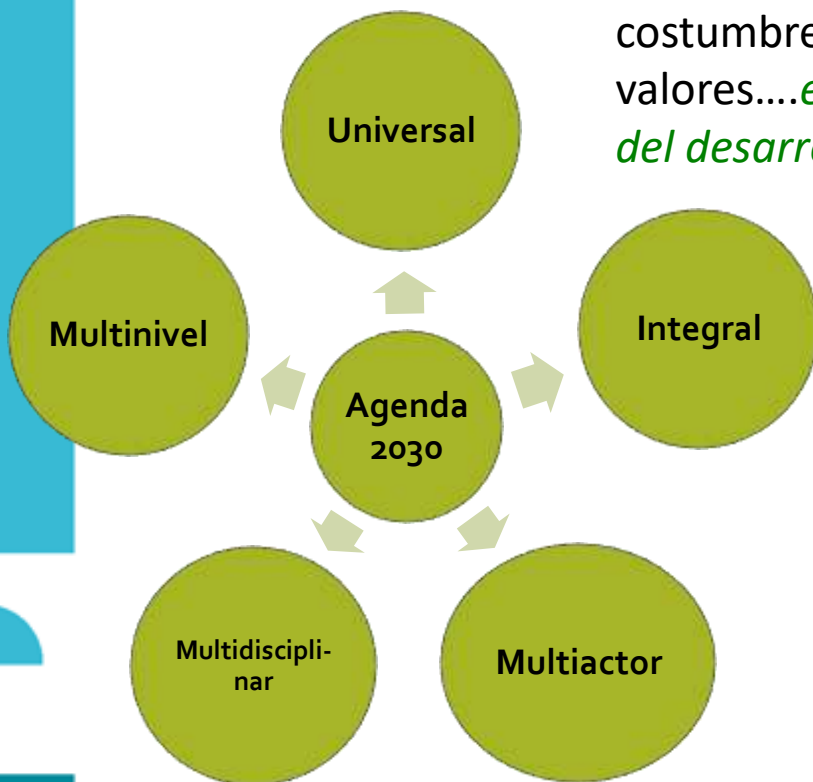 costumbre
valores....
del desarr
Universal
Multinivel
Integral
Agenda
2030
Multidiscipli-
nar
Multiactor